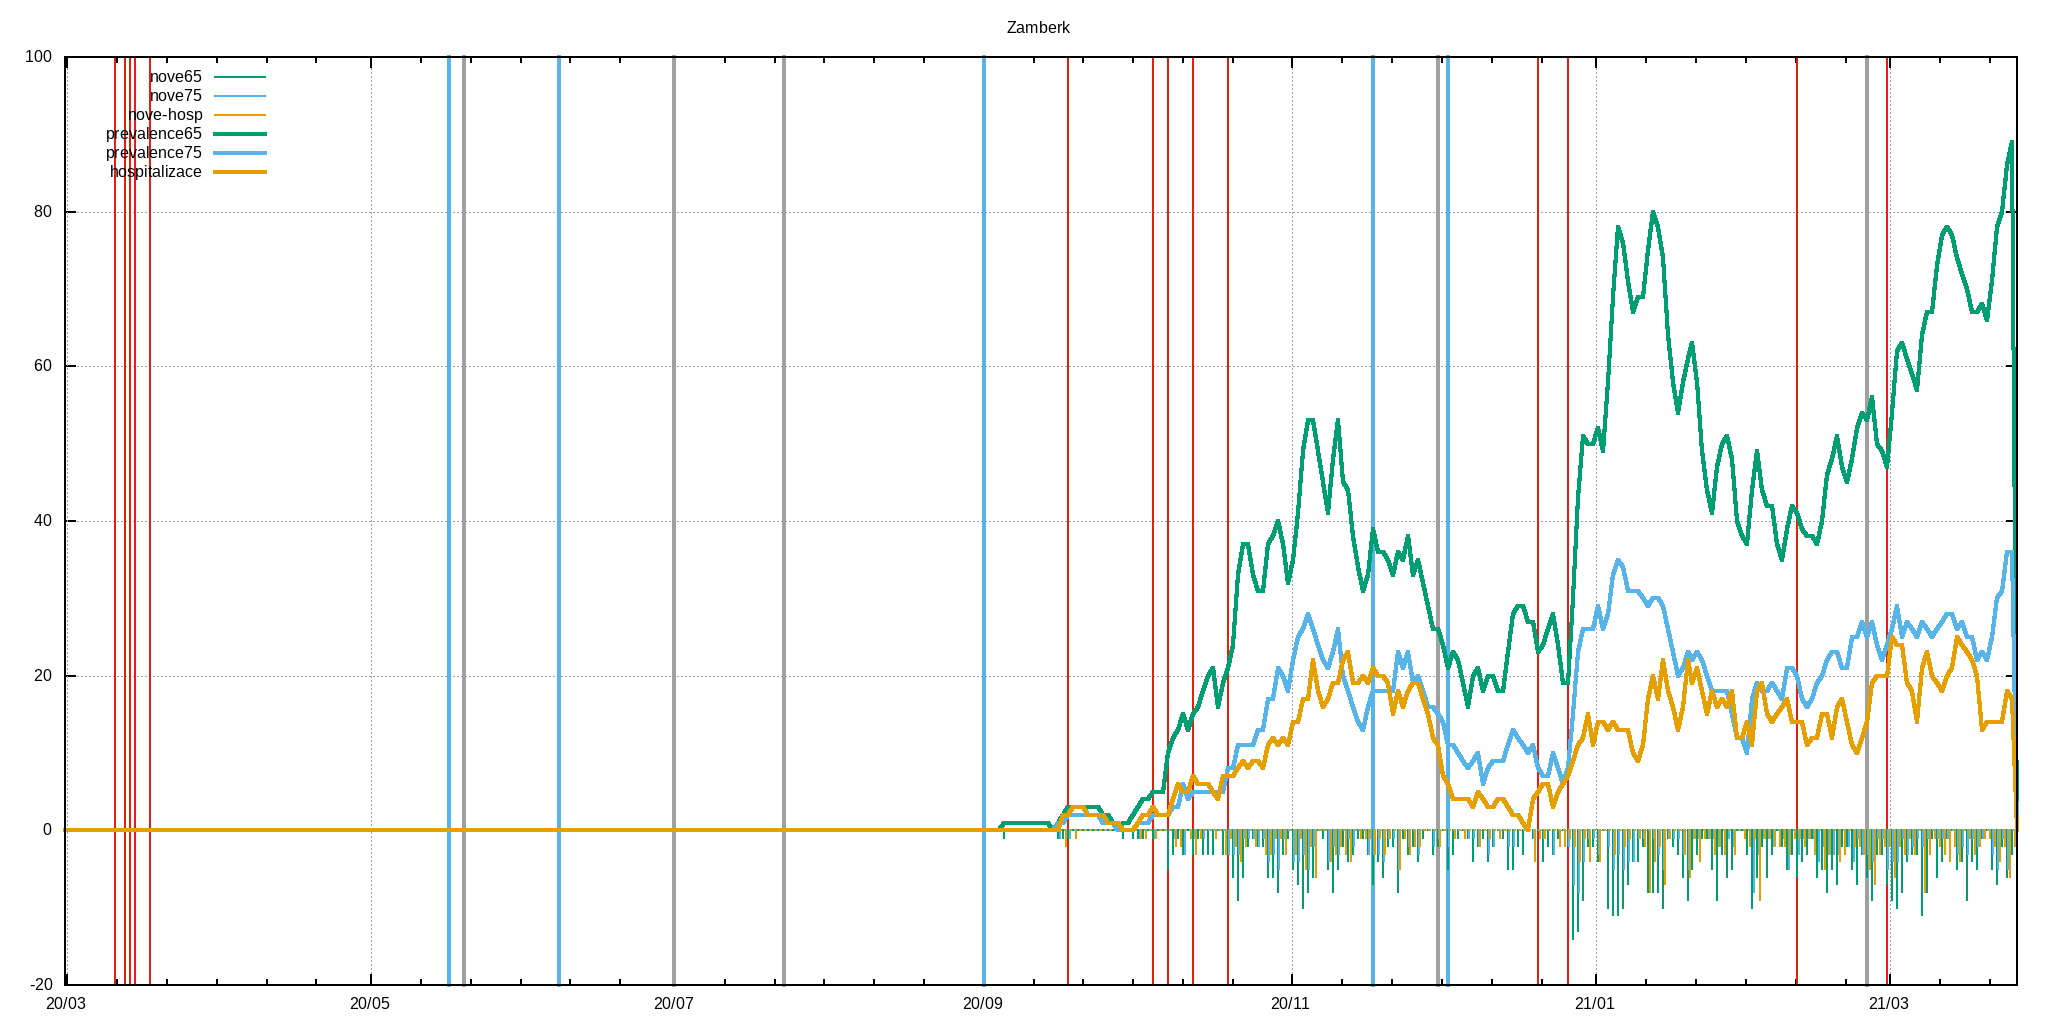 Zamberk
100
nove65
nove75
nove-hosp
prevalence65
prevalence75
hospitalizace
80
60
40
20
0
-20
20/03 20/05 20/07 20/09 20/11 21/01 21/03